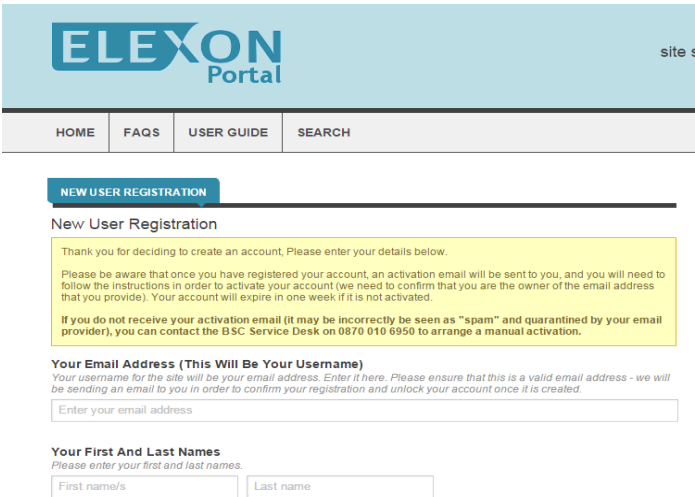 ELEXON
Portal
site s
HOME FAQS USER GUIDE SEARCH
NEW USER REGISTRATION
New User Registration
Thank you for deciding to create an account, Please enter your details below.
Please be aware that once you have registered your account, an activation email will be sent to you, and you will need to
follow the instructions in order to activate your account (we need to confirm that you are the owner of the email address
that you provide). Your account will expire in one week if it is not activated.
If you do not receive your activation email (it may be incorrectly be seen as "spam" and quarantined by your email
provider), you can contact the BSC Service Desk on 0870 010 6950 to arrange a manual activation.
Your Email Address (This Will Be Your Username)
Your username for the site will be your email address. Enter it here. Please ensure that this is a valid email address - we will
be sending an email to you in order to confirm your registration and unlock your account once it is created.
Enter your email address
Your First And Last Names
Please enter your first and last names.
First name/s Last name